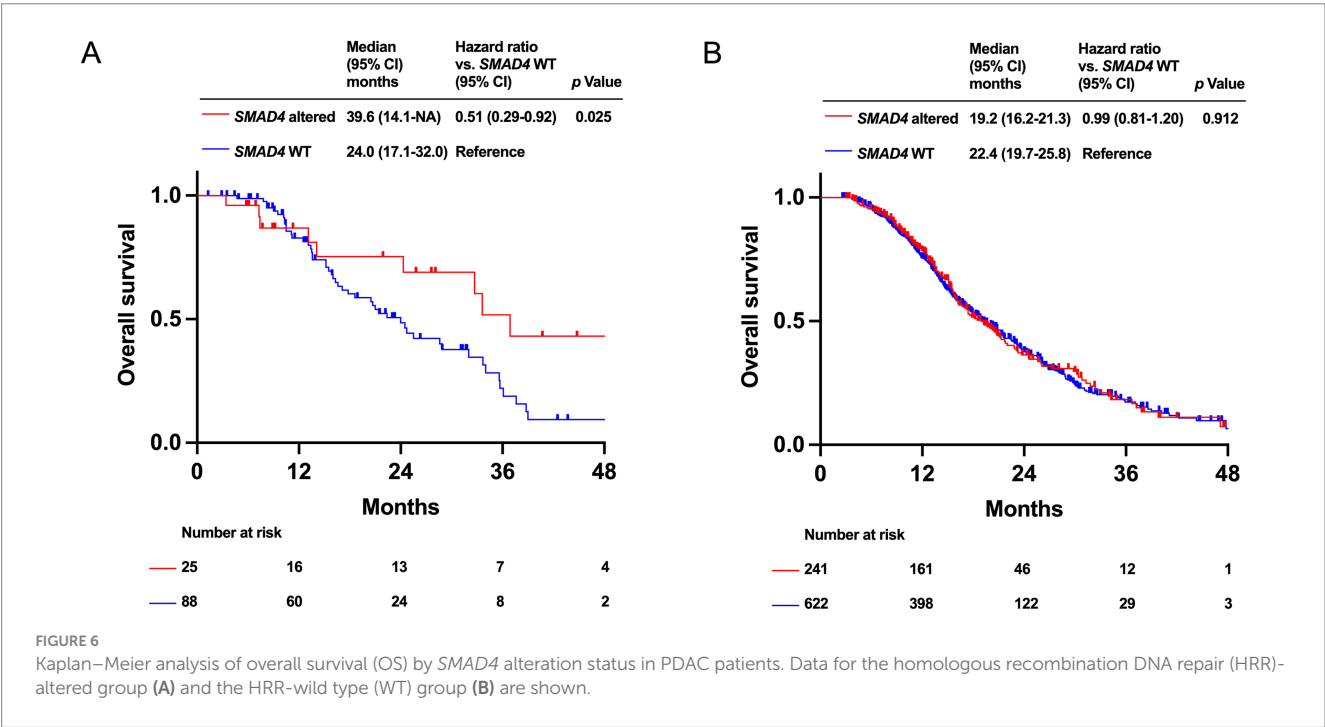 A
Median (95% CI) months
Hazard ratio vs. SMAD4 WT (95% CI)
p Value
SMAD4 altered 39.6 (14.1-NA) 0.51 (0.29-0.92) 0.025
SMAD4 WT 24.0 (17.1-32.0) Reference
Overall survival
1.0
0.5
0.0
0 12 24 36 48
Months
Number at risk
25 16 13 7 4
88 60 24 8 2
B
Median (95% CI) months
Hazard ratio vs. SMAD4 WT (95% CI)
p Value
SMAD4 altered 19.2 (16.2-21.3) 0.99 (0.81-1.20) 0.912
SMAD4 WT 22.4 (19.7-25.8) Reference
Overall survival
1.0
0.5
0.0
0 12 24 36 48
Months
Number at risk
241 161 46 12 1
622 398 122 29 3
FIGURE 6
Kaplan–Meier analysis of overall survival (OS) by SMAD4 alteration status in PDAC patients. Data for the homologous recombination DNA repair (HRR)-
altered group (A) and the HRR-wild type (WT) group (B) are shown.